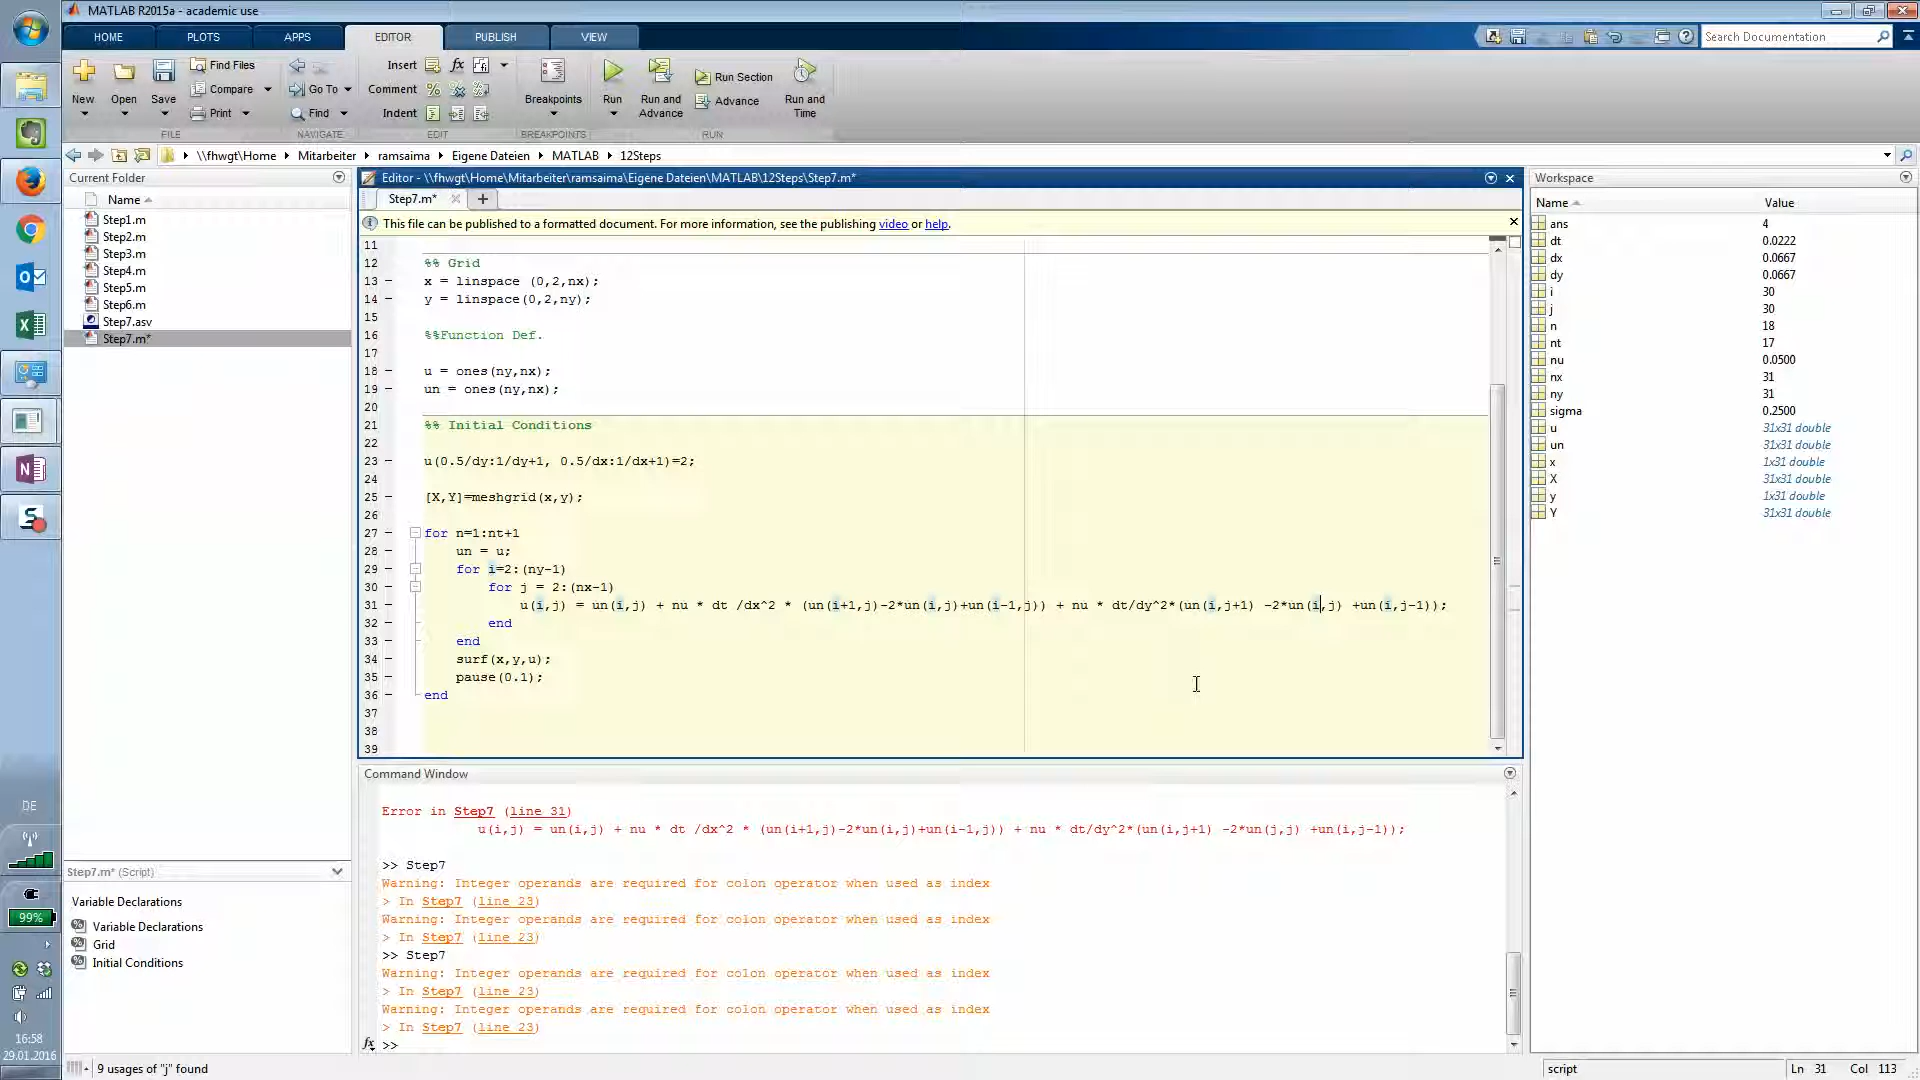 MATLAB R2015a - academic use
HOME PLOTS APPS EDITOR PUBLISH VIEW
Search Documentation
New Open Save
Find Files
Compare
Print
Go To
Find
Insert
Comment
Indent
fx
Breakpoints
Run
Run and Advance
Run Section
Advance
Run and Time
FILE NAVIGATE EDIT BREAKPOINTS RUN
\\fhwgt\Home Mitarbeiter ramsaima Eigene Dateien MATLAB 12Steps
Current Folder
Name
Step1.m
Step2.m
Step3.m
Step4.m
Step5.m
Step6.m
Step7.asv
Step7.m*
Step7.m* (Script)
Variable Declarations
Variable Declarations
Grid
Initial Conditions
Editor - \\fhwgt\Home\Mitarbeiter\ramsaima\Eigene Dateien\MATLAB\12Steps\Step7.m*
Step7.m*
This file can be published to a formatted document. For more information, see the publishing video or help.
11
12 %% Grid
13 x = linspace (0,2,nx);
14 y = linspace(0,2,ny);
15
16 %%Function Def.
17
18 u = ones(ny,nx);
19 un = ones(ny,nx);
20
21 %% Initial Conditions
22
23 u(0.5/dy:1/dy+1, 0.5/dx:1/dx+1)=2;
24
25 [X,Y]=meshgrid(x,y);
26
27 for n=1:nt+1
28 un = u;
29 for i=2:(ny-1)
30 for j = 2:(nx-1)
31 u(i,j) = un(i,j) + nu * dt /dx^2 * (un(i+1,j)-2*un(i,j)+un(i-1,j)) + nu * dt/dy^2*(un(i,j+1) -2*un(i,j) +un(i,j-1));
32 end
33 end
34 surf(x,y,u);
35 pause(0.1);
36 end
37
38
39
Command Window
Error in Step7 (line 31)
u(i,j) = un(i,j) + nu * dt /dx^2 * (un(i+1,j)-2*un(i,j)+un(i-1,j)) + nu * dt/dy^2*(un(i,j+1) -2*un(j,j) +un(i,j-1));
>> Step7
Warning: Integer operands are required for colon operator when used as index
> In Step7 (line 23)
Warning: Integer operands are required for colon operator when used as index
> In Step7 (line 23)
>> Step7
Warning: Integer operands are required for colon operator when used as index
> In Step7 (line 23)
Warning: Integer operands are required for colon operator when used as index
> In Step7 (line 23)
fx >>
Workspace
Name Value
ans 4
dt 0.0222
dx 0.0667
dy 0.0667
i 30
j 30
n 18
nt 17
nu 0.0500
nx 31
ny 31
sigma 0.2500
u 31x31 double
un 31x31 double
x 1x31 double
X 31x31 double
y 1x31 double
Y 31x31 double
DE
99%
16:58
29.01.2016
9 usages of "j" found
script
Ln 31 Col 113